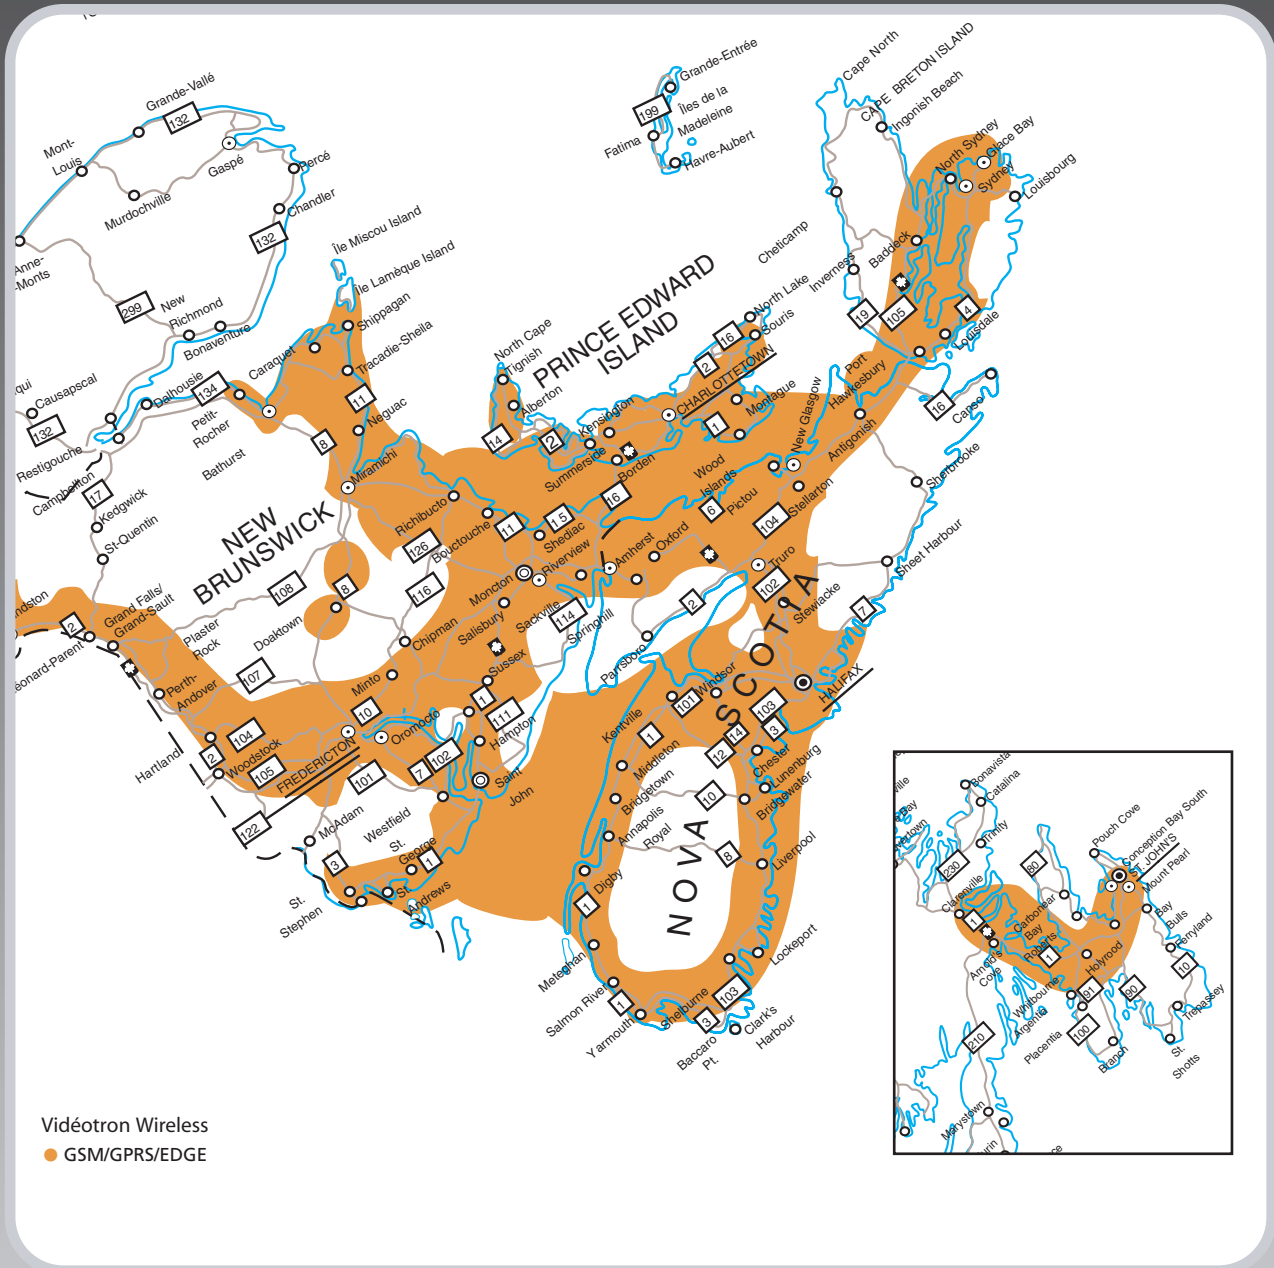 Grande-Vallé
132
Mont-
Louis
Gaspé
Percé
Murdochville
Chandler
132
Anne-
-Monts
299
New
Richmond
Bonaventure
Île Miscou Island
Île Lamèque Island
Shippagan
Caraquet
Tracadie-Sheila
Causapscal
qui
132
Dalhousie
134
Petit-
Rocher
11
Neguac
Restigouche
Campbellton
17
Bathurst
8
Miramichi
Kedgwick
St-Quentin
NEW
BRUNSWICK
Grande-Entrée
199
Îles de la
Madeleine
Fatima
Havre-Aubert
Cape North
CAPE BRETON ISLAND
Ingonish Beach
North Sydney
Glace Bay
Sydney
Louisbourg
Cheticamp
Inverness
Baddeck
19
105
4
Louisdale
Port
Hawkesbury
16
Canso
PRINCE EDWARD
ISLAND
North Cape
Tignish
Alberton
14
2
Kensington
Summerside
Borden
North Lake
Souris
16
2
CHARLOTTETOWN
Montague
1
Wood
Islands
New Glasgow
Antigonish
Sherbrooke
Pictou
Stellarton
6
104
Sheet Harbour
Richibucto
126
Bouctouche
11
15
Shediac
16
116
Moncton
Riverview
Amherst
Oxford
Truro
102
Stewiacke
7
108
8
Doaktown
Chipman
Salisbury
Sackville
114
Springhill
2
Parrsboro
ndston
2
Grand Falls/
Grand-Sault
éonard-Parent
Plaster
Rock
107
Perth-
Andover
Minto
10
Sussex
1
111
Hampton
Oromocto
Hartland
2
104
Woodstock
105
FREDERICTON
101
7
102
Saint
John
122
McAdam
Westfield
3
St.
George
1
St.
Andrews
St.
Stephen
Windsor
101
Kentville
1
NOVA
SCOTIA
103
HALIFAX
14
3
12
Chester
Middleton
Lunenburg
Bridgetown
10
Bridgewater
Annapolis
Royal
8
Liverpool
Digby
1
Meteghan
Lockeport
Salmon River
1
Yarmouth
Shelburne
103
3
Clark's
Harbour
Baccaro
Pt.
Bonavista
Catalina
Trinity
230
80
Pouch Cove
Conception Bay South
ST. JOHN'S
Mount Pearl
Clarenville
1
Carbonear
Bay
Roberts
1
Arnold's
Cove
Holyrood
Bay
Bulls
Ferryland
10
Whitbourne
91
90
Argentia
Placentia
100
Trepassey
Branch
St.
Shotts
210
Marystown
Vidéotron Wireless
GSM/GPRS/EDGE